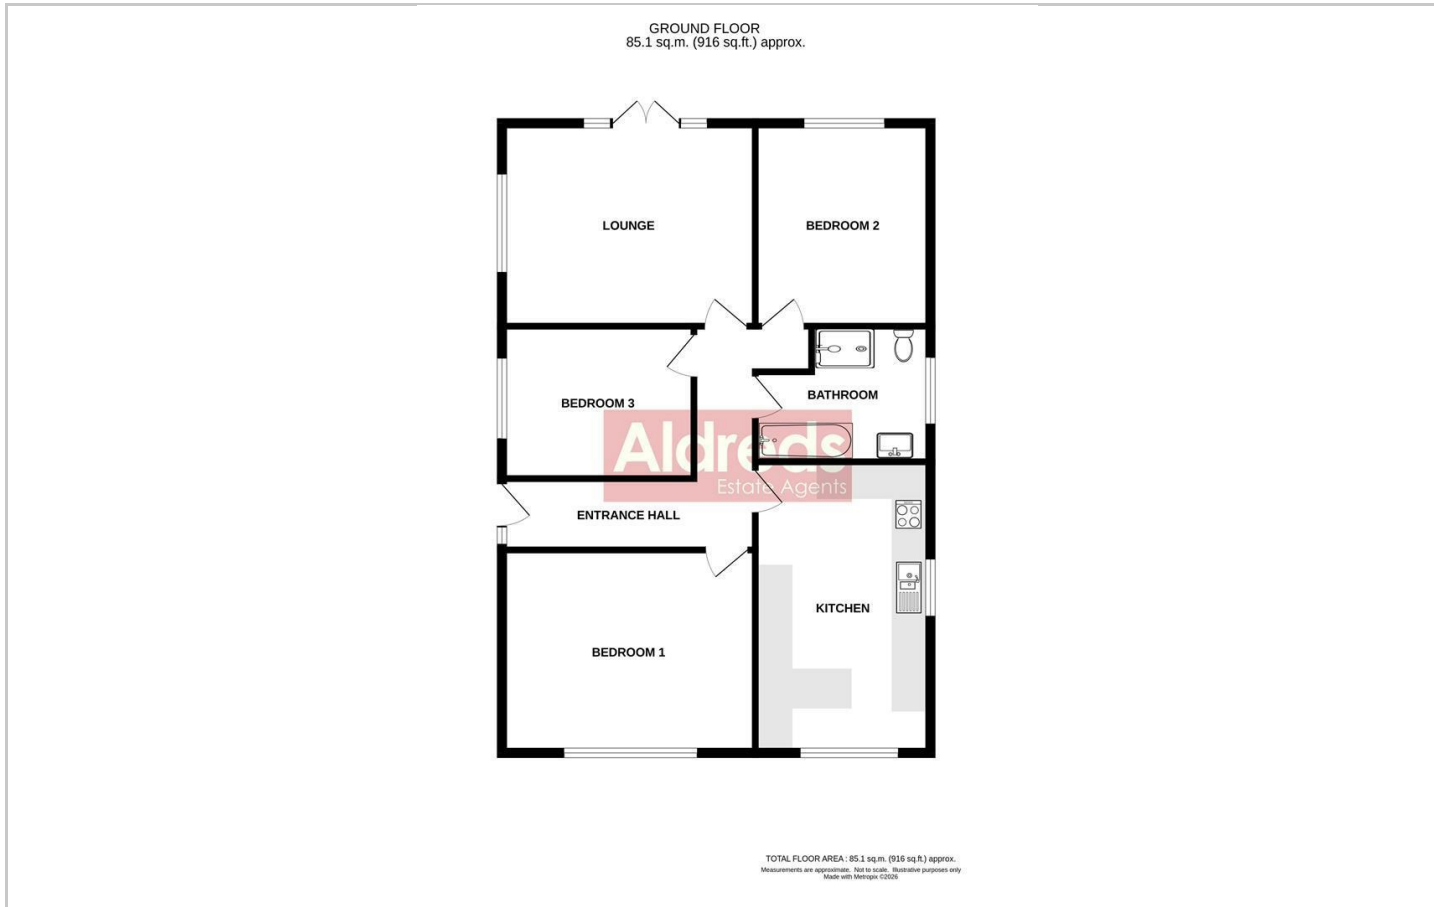 GROUND FLOOR
85.1 sq.m. (916 sq.ft.) approx.
LOUNGE
BEDROOM 2
BEDROOM 3
BATHROOM
Aldreds
Estate Agents
ENTRANCE HALL
KITCHEN
BEDROOM 1
TOTAL FLOOR AREA : 85.1 sq.m. (916 sq.ft.) approx.
Measurements are approximate. Not to scale. Illustrative purposes only
Made with Metropix ©2026